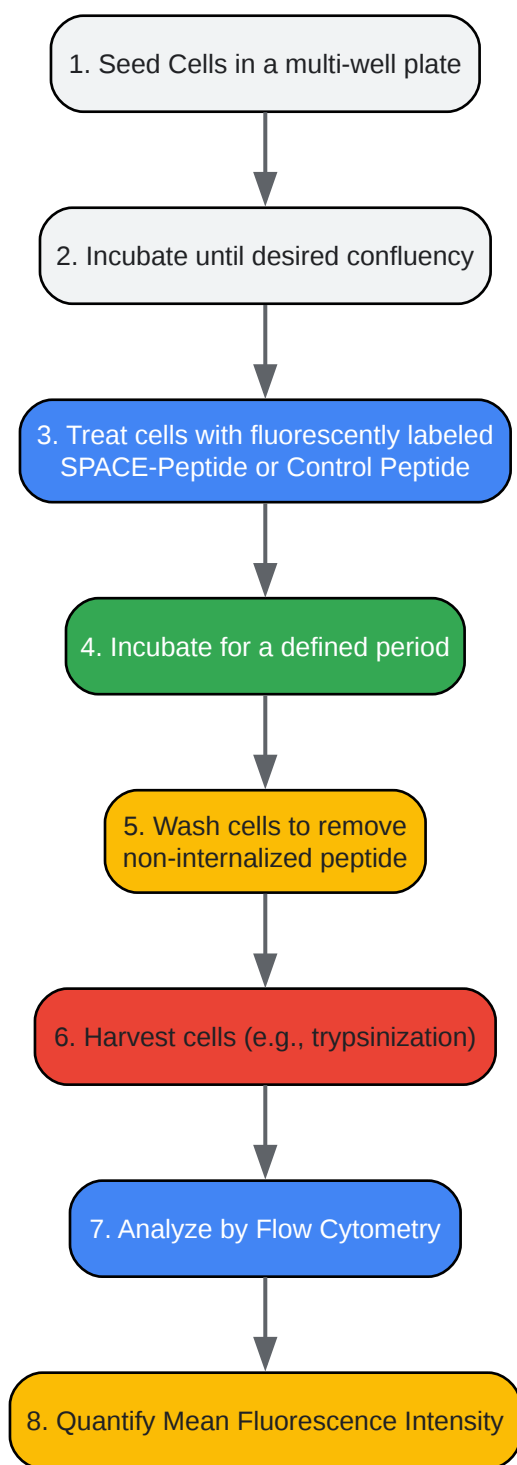 1. Seed Cells in a multi-well plate
2. Incubate until desired confluency
3. Treat cells with fluorescently labeled
SPACE-Peptide or Control Peptide
4. Incubate for a defined period
5. Wash cells to remove
non-internalized peptide
6. Harvest cells (e.g., trypsinization)
7. Analyze by Flow Cytometry
8. Quantify Mean Fluorescence Intensity